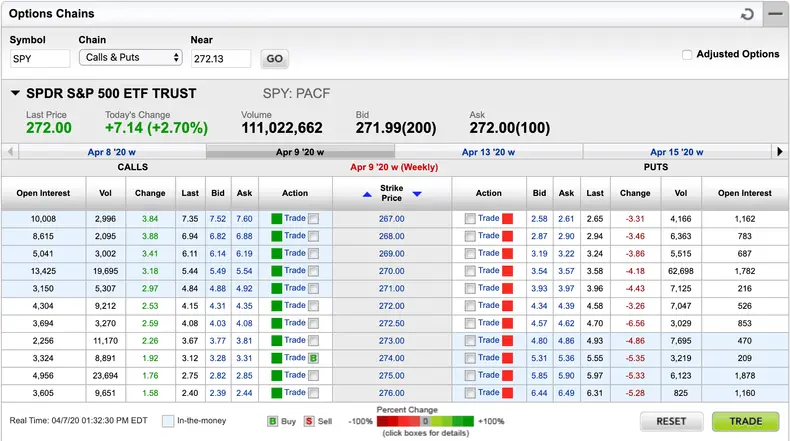 Options Chains
Symbol Chain Near
SPY Calls & Puts 272.13 GO Adjusted Options
SPDR S&P 500 ETF TRUST SPY: PACF
Last Price Today's Change Volume Bid Ask
272.00 +7.14 (+2.70%) 111,022,662 271.99(200) 272.00(100)
Apr 8 '20 w Apr 9 '20 w Apr 13 '20 w Apr 15 '20 w
CALLS Apr 9 '20 w (Weekly) PUTS
Open Interest Vol Change Last Bid Ask Action Strike Price Action Bid Ask Last Change Vol Open Interest
10,008 2,996 3.84 7.35 7.52 7.60 Trade 267.00 Trade 2.58 2.61 2.65 -3.31 4,166 1,162
8,615 2,095 3.88 6.94 6.82 6.88 Trade 268.00 Trade 2.87 2.90 2.94 -3.46 6,363 783
5,041 3,002 3.41 6.11 6.14 6.19 Trade 269.00 Trade 3.19 3.22 3.24 -3.86 5,515 687
13,425 19,695 3.18 5.44 5.49 5.54 Trade 270.00 Trade 3.54 3.57 3.58 -4.18 62,698 1,782
3,150 5,307 2.97 4.84 4.88 4.92 Trade 271.00 Trade 3.93 3.97 3.96 -4.43 7,125 216
4,304 9,212 2.53 4.15 4.31 4.35 Trade 272.00 Trade 4.34 4.39 4.58 -3.26 7,047 526
3,694 3,270 2.59 4.08 4.03 4.08 Trade 272.50 Trade 4.57 4.62 4.70 -6.56 3,029 853
2,256 11,170 2.26 3.67 3.77 3.81 Trade 273.00 Trade 4.80 4.86 4.93 -4.86 7,695 470
3,324 8,891 1.92 3.12 3.28 3.31 Trade B 274.00 Trade 5.31 5.36 5.55 -5.35 3,219 209
4,956 23,694 1.76 2.75 2.82 2.85 Trade 275.00 Trade 5.85 5.90 5.97 -5.33 6,123 1,878
3,605 9,651 1.58 2.40 2.39 2.44 Trade 276.00 Trade 6.44 6.49 6.31 -5.28 825 1,160
Real Time: 04/7/20 01:32:30 PM EDT In-the-money B Buy S Sell Percent Change -100% 0 +100% (click boxes for details) RESET TRADE